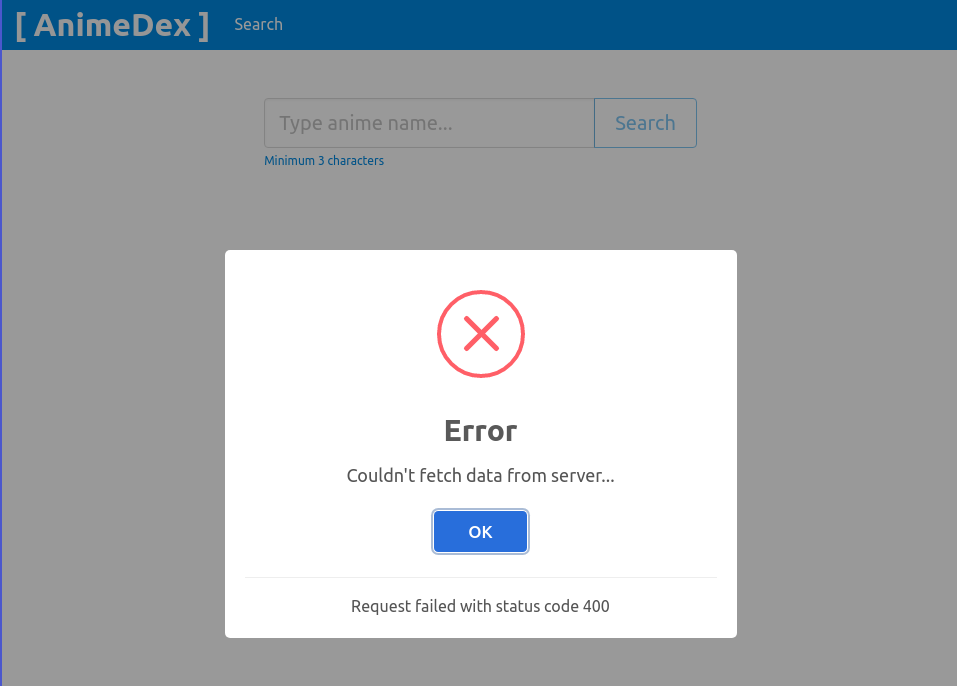 [ AnimeDex ] Search
Type anime name... Search
Minimum 3 characters
Error
Couldn't fetch data from server...
OK
Request failed with status code 400